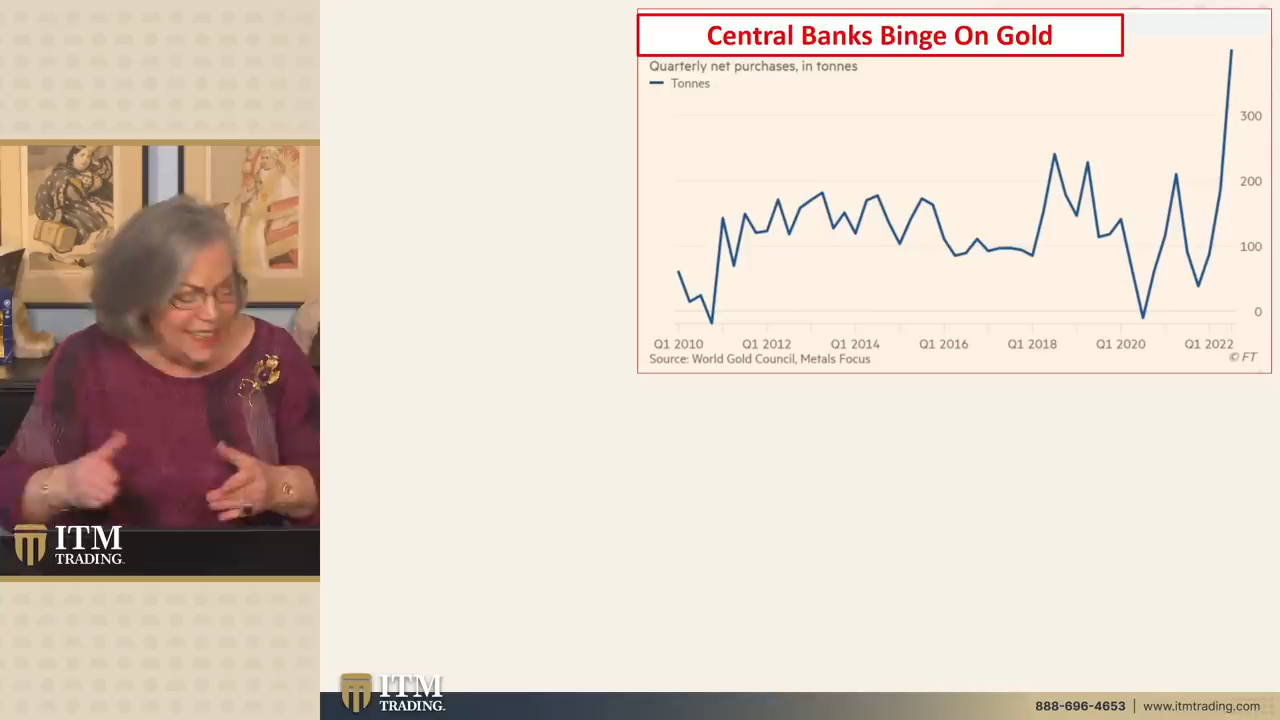 Central Banks Binge On Gold
Quarterly net purchases, in tonnes
Tonnes
300
200
100
0
Q1 2010 Q1 2012 Q1 2014 Q1 2016 Q1 2018 Q1 2020 Q1 2022
Source: World Gold Council, Metals Focus
© FT
ITM
TRADING.
ITM
TRADING.
888-696-4653 | www.itmtrading.com